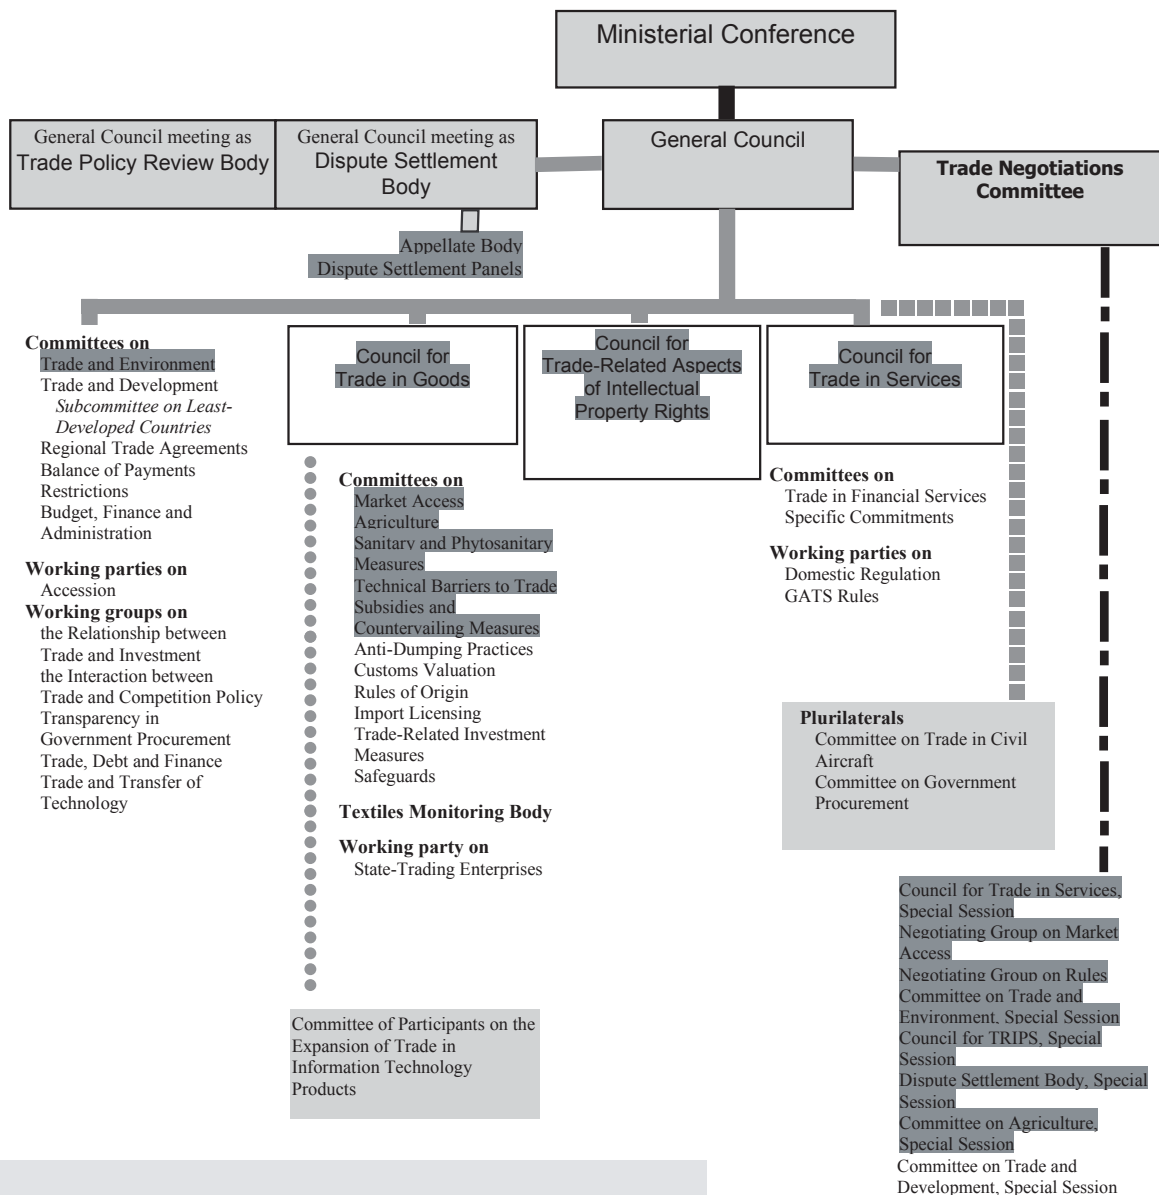 Ministerial Conference
General Council meeting as
Trade Policy Review Body
General Council meeting as
Dispute Settlement
Body
General Council
Trade Negotiations
Committee
Appellate Body
Dispute Settlement Panels
Committees on
Trade and Environment
Trade and Development
Subcommittee on Least-
Developed Countries
Regional Trade Agreements
Balance of Payments
Restrictions
Budget, Finance and
Administration
Working parties on
Accession
Working groups on
the Relationship between
Trade and Investment
the Interaction between
Trade and Competition Policy
Transparency in
Government Procurement
Trade, Debt and Finance
Trade and Transfer of
Technology
Council for
Trade in Goods
Committees on
Market Access
Agriculture
Sanitary and Phytosanitary
Measures
Technical Barriers to Trade
Subsidies and
Countervailing Measures
Anti-Dumping Practices
Customs Valuation
Rules of Origin
Import Licensing
Trade-Related Investment
Measures
Safeguards
Textiles Monitoring Body
Working party on
State-Trading Enterprises
Committee of Participants on the
Expansion of Trade in
Information Technology
Products
Council for
Trade-Related Aspects
of Intellectual
Property Rights
Council for
Trade in Services
Committees on
Trade in Financial Services
Specific Commitments
Working parties on
Domestic Regulation
GATS Rules
Plurilaterals
Committee on Trade in Civil
Aircraft
Committee on Government
Procurement
Council for Trade in Services,
Special Session
Negotiating Group on Market
Access
Negotiating Group on Rules
Committee on Trade and
Environment, Special Session
Council for TRIPS, Special
Session
Dispute Settlement Body, Special
Session
Committee on Agriculture,
Special Session
Committee on Trade and
Development, Special Session